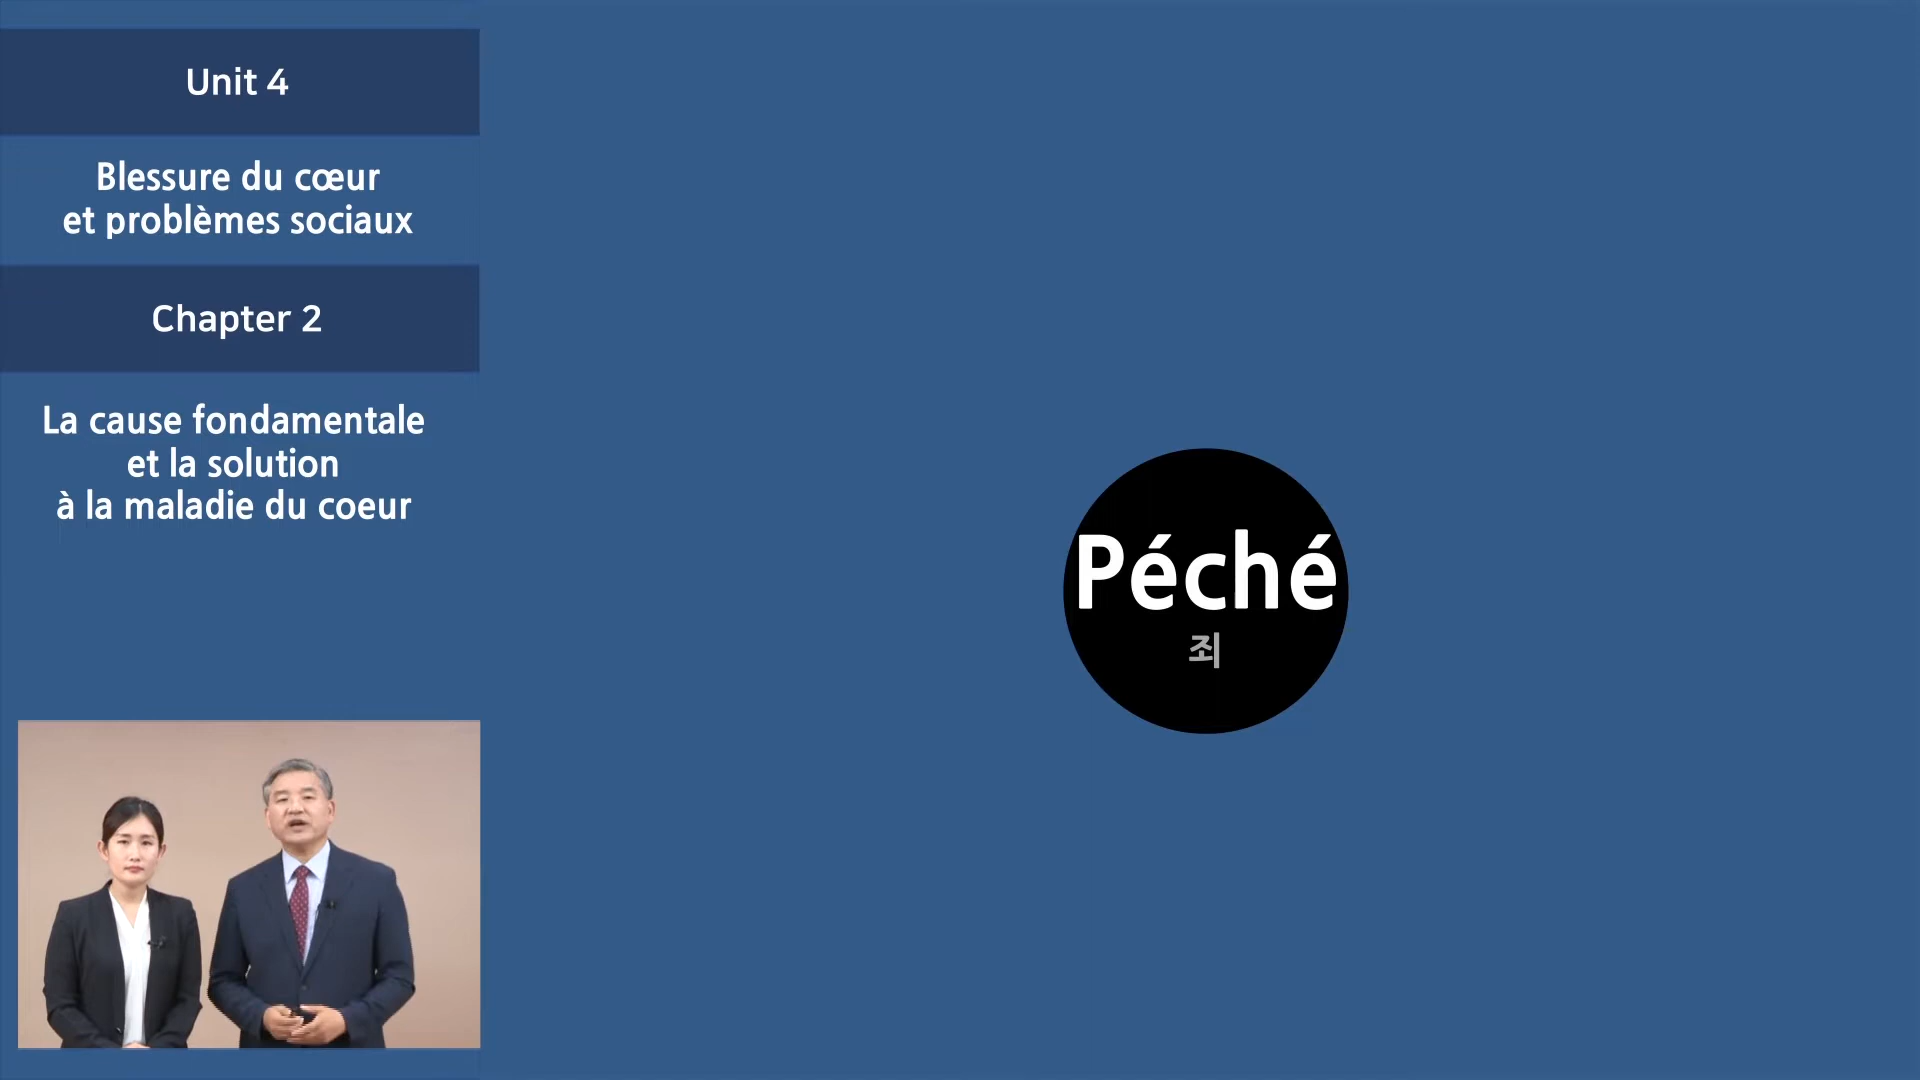 Unit 4
Blessure du cœur
et problèmes sociaux
Chapter 2
La cause fondamentale
et la solution
à la maladie du coeur
Péché
죄